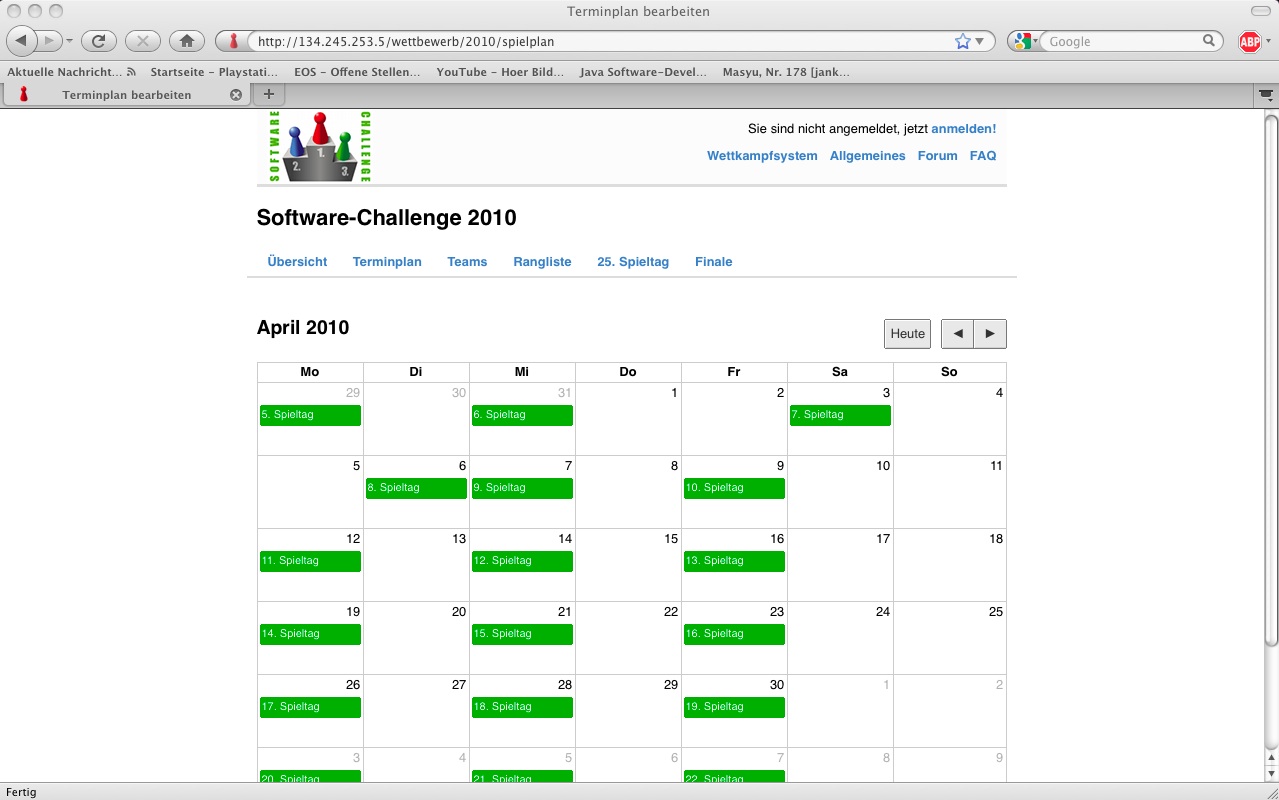 Terminplan bearbeiten
http://134.245.253.5/wettbewerb/2010/spielplan
Google
ABP
Aktuelle Nachricht... Startseite – Playstati... EOS – Offene Stellen... YouTube – Hoer Bild... Java Software-Devel... Masyu, Nr. 178 [jank...
Terminplan bearbeiten
SOFTWARE
1.
2.
3.
CHALLENGE
Sie sind nicht angemeldet, jetzt anmelden!
Wettkampfsystem Allgemeines Forum FAQ
Software-Challenge 2010
Übersicht Terminplan Teams Rangliste 25. Spieltag Finale
April 2010
Heute
Mo Di Mi Do Fr Sa So
29 30 31 1 2 3 4
5. Spieltag 6. Spieltag 7. Spieltag
5 6 7 8 9 10 11
8. Spieltag 9. Spieltag 10. Spieltag
12 13 14 15 16 17 18
11. Spieltag 12. Spieltag 13. Spieltag
19 20 21 22 23 24 25
14. Spieltag 15. Spieltag 16. Spieltag
26 27 28 29 30 1 2
17. Spieltag 18. Spieltag 19. Spieltag
3 4 5 6 7 8 9
20. Spieltag 21. Spieltag 22. Spieltag
Fertig